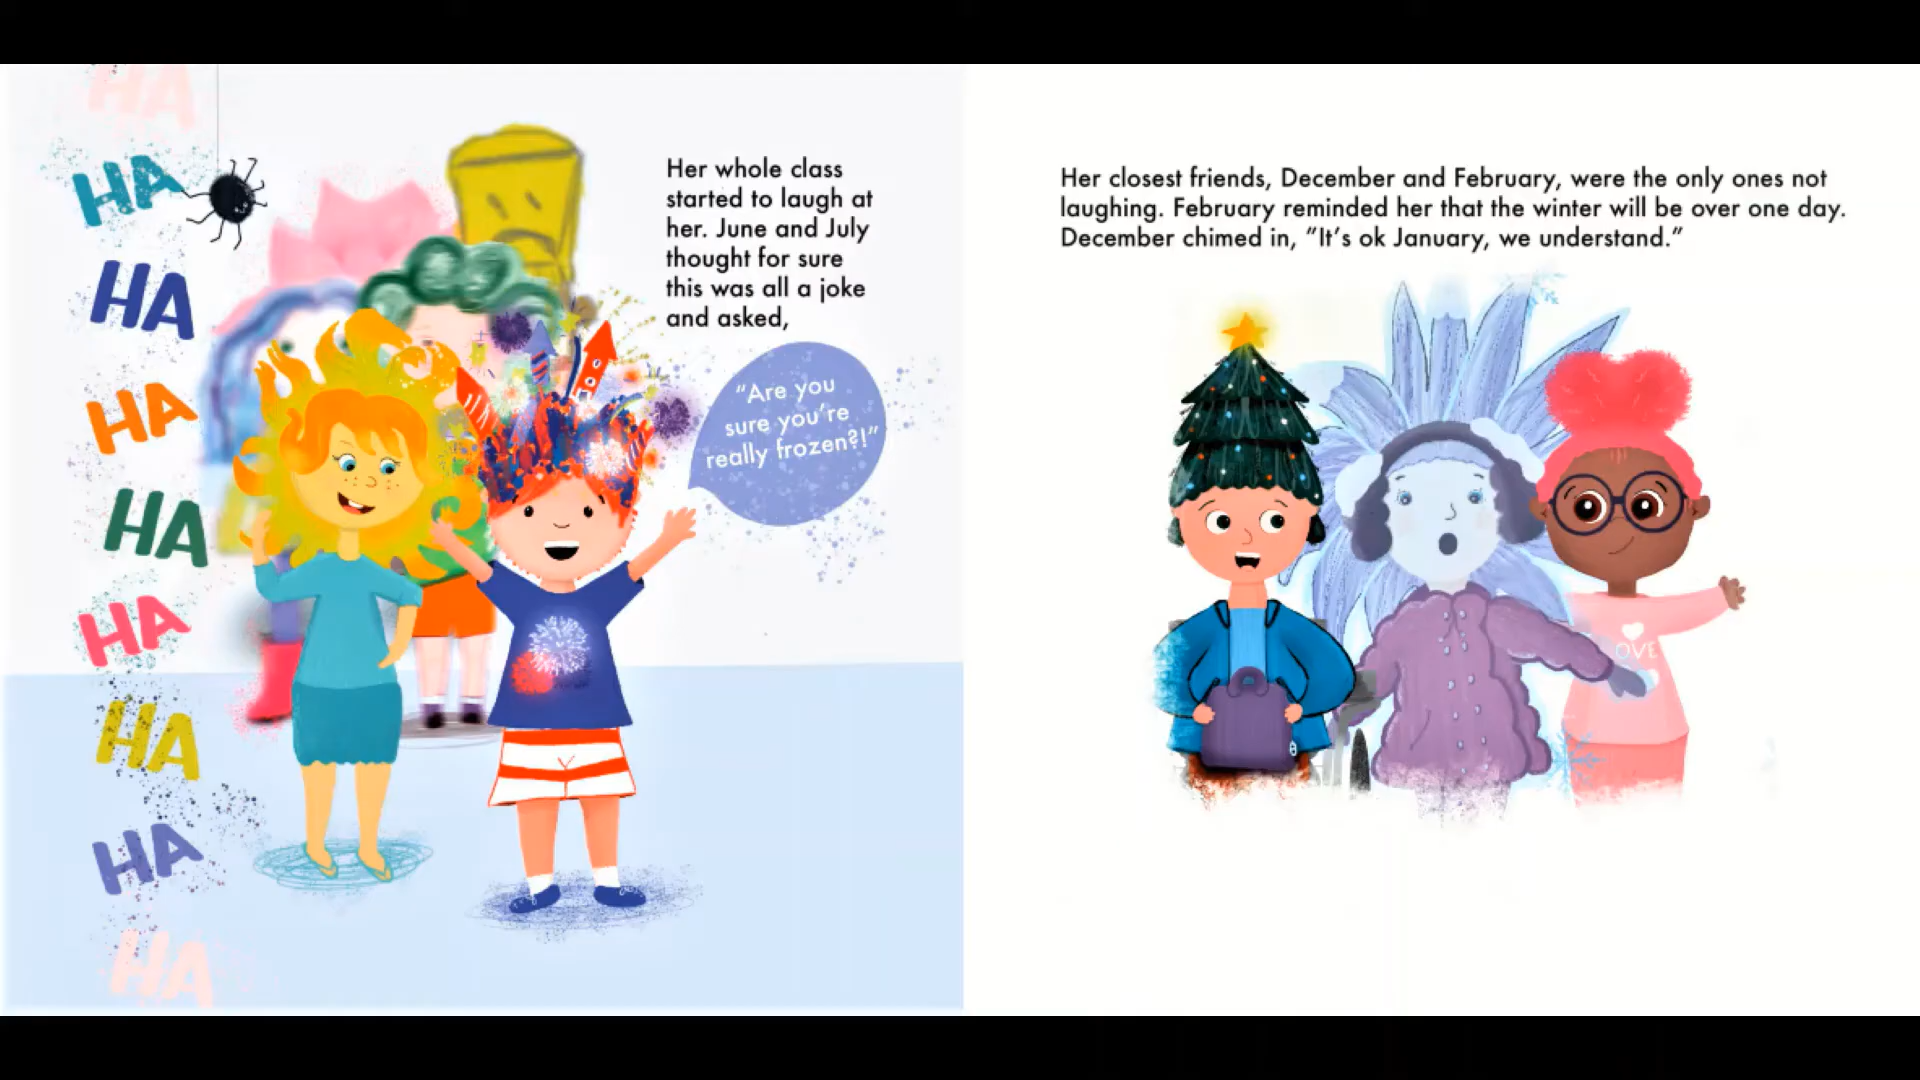 HA
HA
HA
HA
HA
HA
HA
HA
HA
Her whole class
started to laugh at
her. June and July
thought for sure
this was all a joke
and asked,
“Are you
sure you’re
really frozen?!”
Her closest friends, December and February, were the only ones not
laughing. February reminded her that the winter will be over one day.
December chimed in, “It’s ok January, we understand.”
OVE